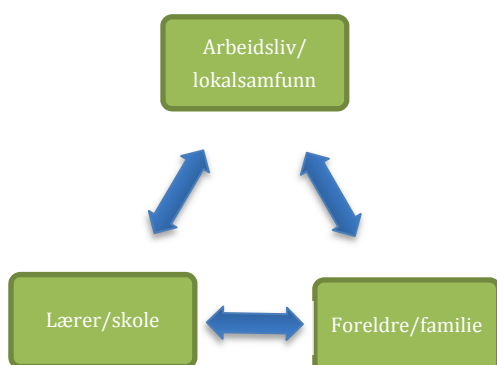 Arbeidsliv/
lokalsamfunn
Lærer/skole
Foreldre/familie